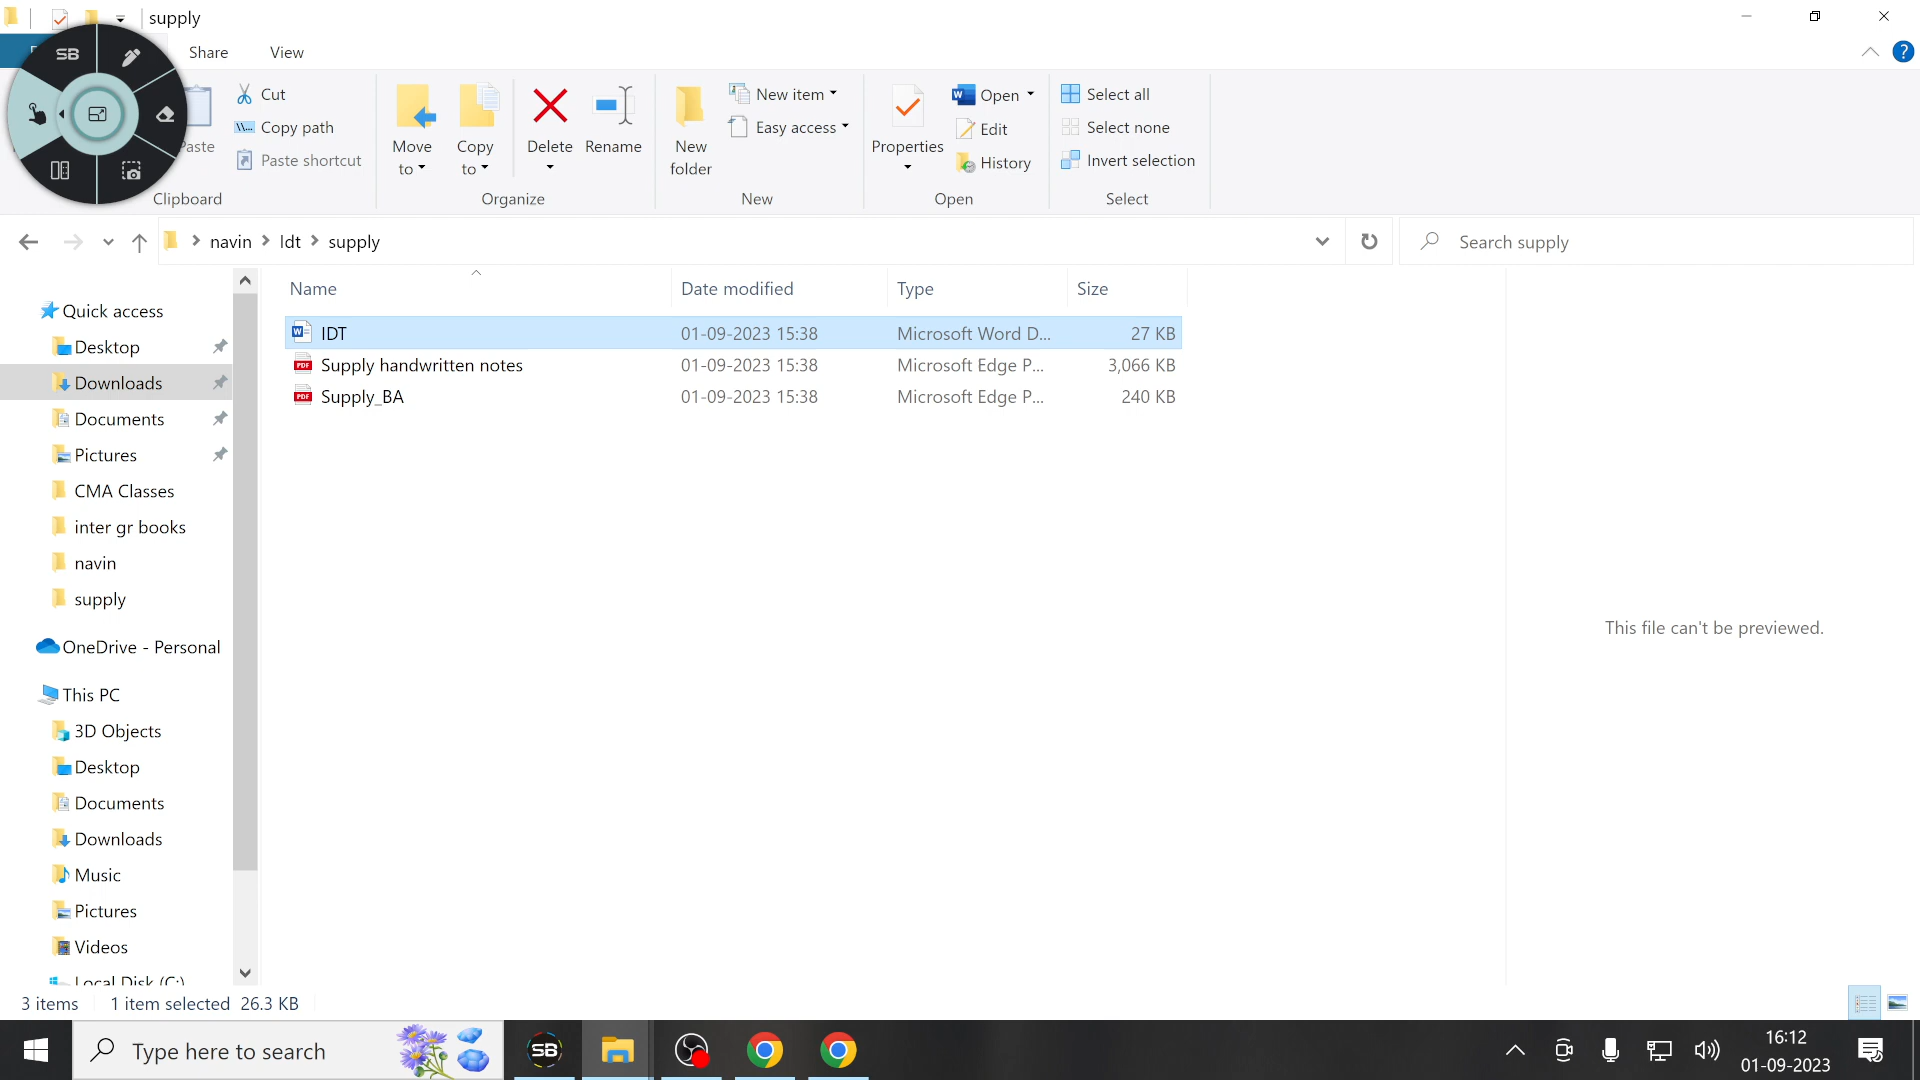 supply
SB
Share
View
Cut
Copy path
Paste shortcut
Clipboard
Move to
Copy to
Delete
Rename
Organize
New folder
New item
Easy access
New
Properties
Open
Edit
History
Open
Select all
Select none
Invert selection
Select
?
navin > Idt > supply
Search supply
Name
Date modified
Type
Size
IDT 01-09-2023 15:38 Microsoft Word D... 27 KB
Supply handwritten notes 01-09-2023 15:38 Microsoft Edge P... 3,066 KB
Supply_BA 01-09-2023 15:38 Microsoft Edge P... 240 KB
This file can't be previewed.
Quick access
Desktop
Downloads
Documents
Pictures
CMA Classes
inter gr books
navin
supply
OneDrive - Personal
This PC
3D Objects
Desktop
Documents
Downloads
Music
Pictures
Videos
Local Disk (C:)
3 items
1 item selected 26.3 KB
Type here to search
SB
16:12
01-09-2023